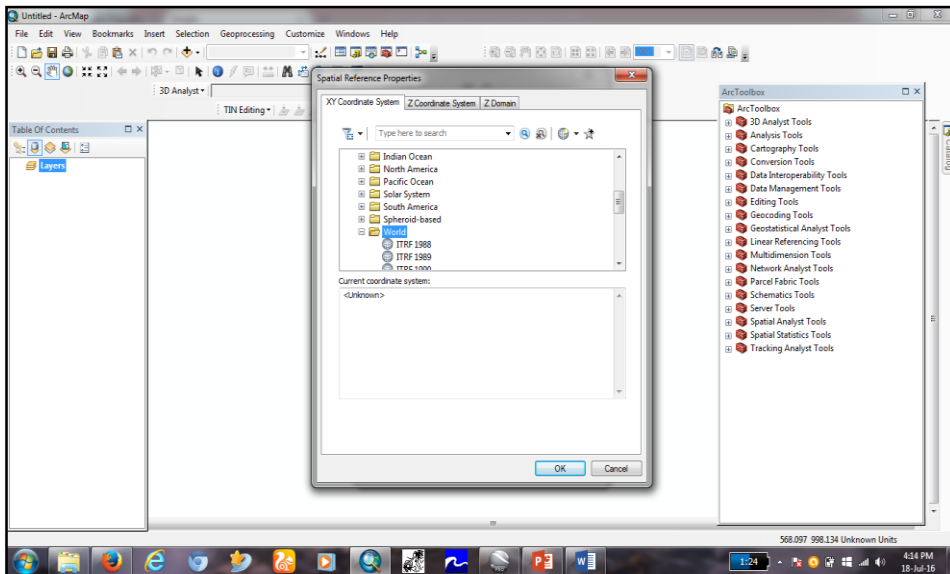 Untitled - ArcMap
File Edit View Bookmarks Insert Selection Geoprocessing Customize Windows Help
3D Analyst
TIN Editing
Table Of Contents
Layers
Spatial Reference Properties
XY Coordinate System Z Coordinate System Z Domain
Type here to search
Indian Ocean
North America
Pacific Ocean
Solar System
South America
Spheroid-based
World
ITRF 1988
ITRF 1989
ITRF 1990
Current coordinate system:
<Unknown>
OK Cancel
ArcToolbox
ArcToolbox
3D Analyst Tools
Analysis Tools
Cartography Tools
Conversion Tools
Data Interoperability Tools
Data Management Tools
Editing Tools
Geocoding Tools
Geostatistical Analyst Tools
Linear Referencing Tools
Multidimension Tools
Network Analyst Tools
Parcel Fabric Tools
Schematics Tools
Server Tools
Spatial Analyst Tools
Spatial Statistics Tools
Tracking Analyst Tools
Catalog
568.097 998.134 Unknown Units
1:24
4:14 PM
18-Jul-16